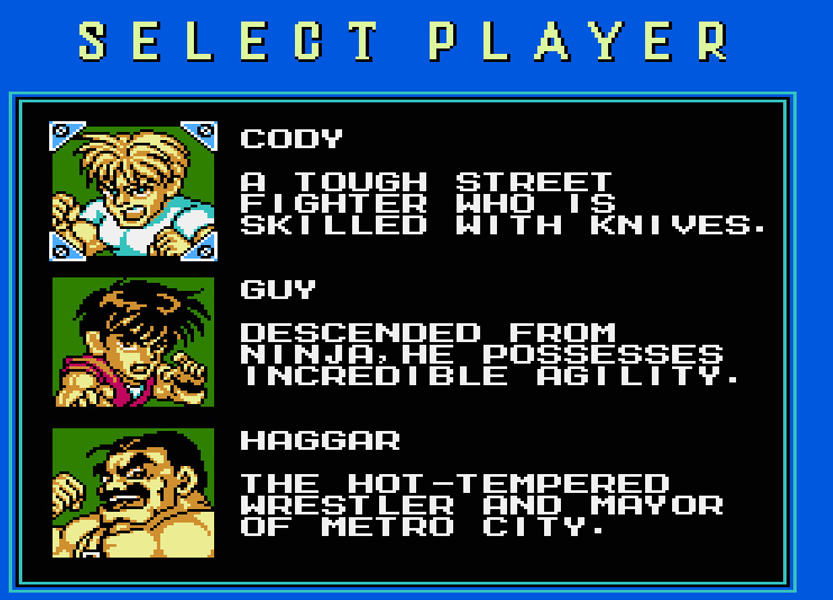 SELECT PLAYER
CODY
A TOUGH STREET
FIGHTER WHO IS
SKILLED WITH KNIVES.
GUY
DESCENDED FROM
NINJA, HE POSSESSES
INCREDIBLE AGILITY.
HAGGAR
THE HOT-TEMPERED
WRESTLER AND MAYOR
OF METRO CITY.